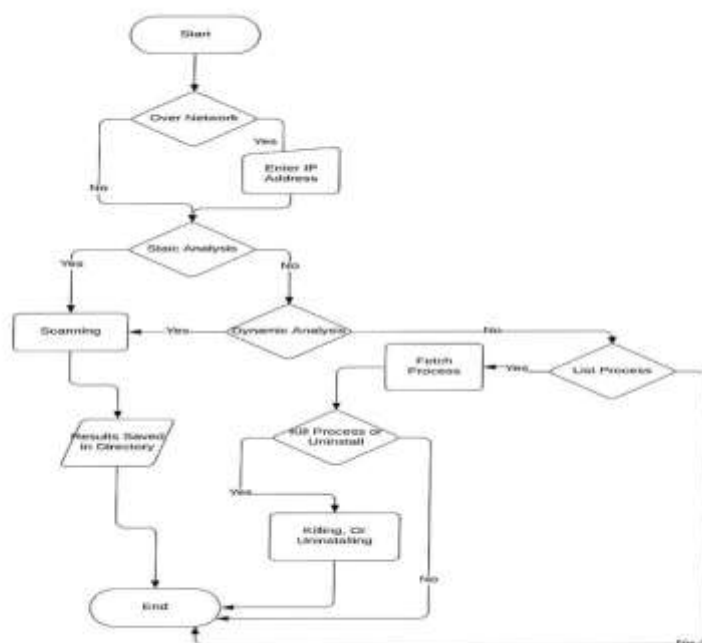 Start
Over Network
Yes
Enter IP
Address
No
Staic Analysis
Yes
No
Scanning
Yes
Dynamic Analysis
No
Fetch
Process
Yes
List Process
Results Saved
in Directory
Kill Process or
Uninstall
Yes
Killing, Or
Uninstalling
No
End